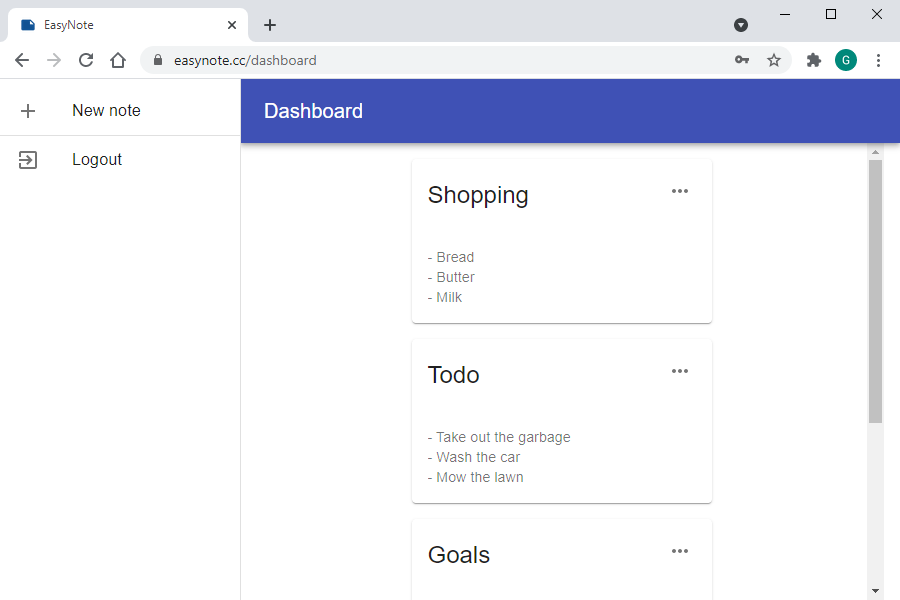 EasyNote
easynote.cc/dashboard
G
New note
Logout
Dashboard
Shopping
- Bread
- Butter
- Milk
Todo
- Take out the garbage
- Wash the car
- Mow the lawn
Goals